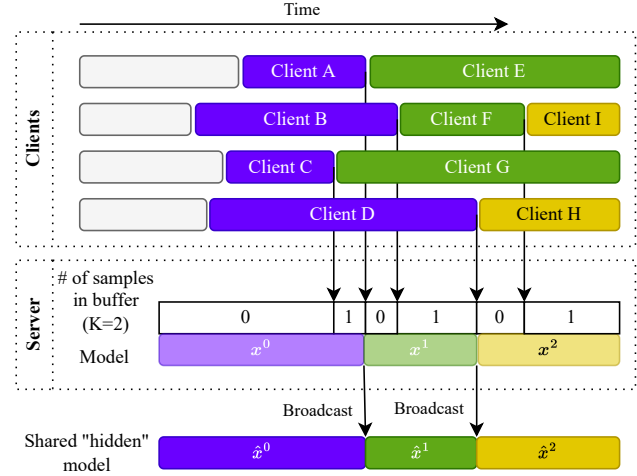 Time
Clients
Client A
Client E
Client B
Client F
Client I
Client C
Client G
Client D
Client H
Server
# of samples
in buffer
(K=2)
0 1 0 1 0 1
Model
x⁰ x¹ x²
Broadcast Broadcast
Shared "hidden"
model
x̂⁰ x̂¹ x̂²